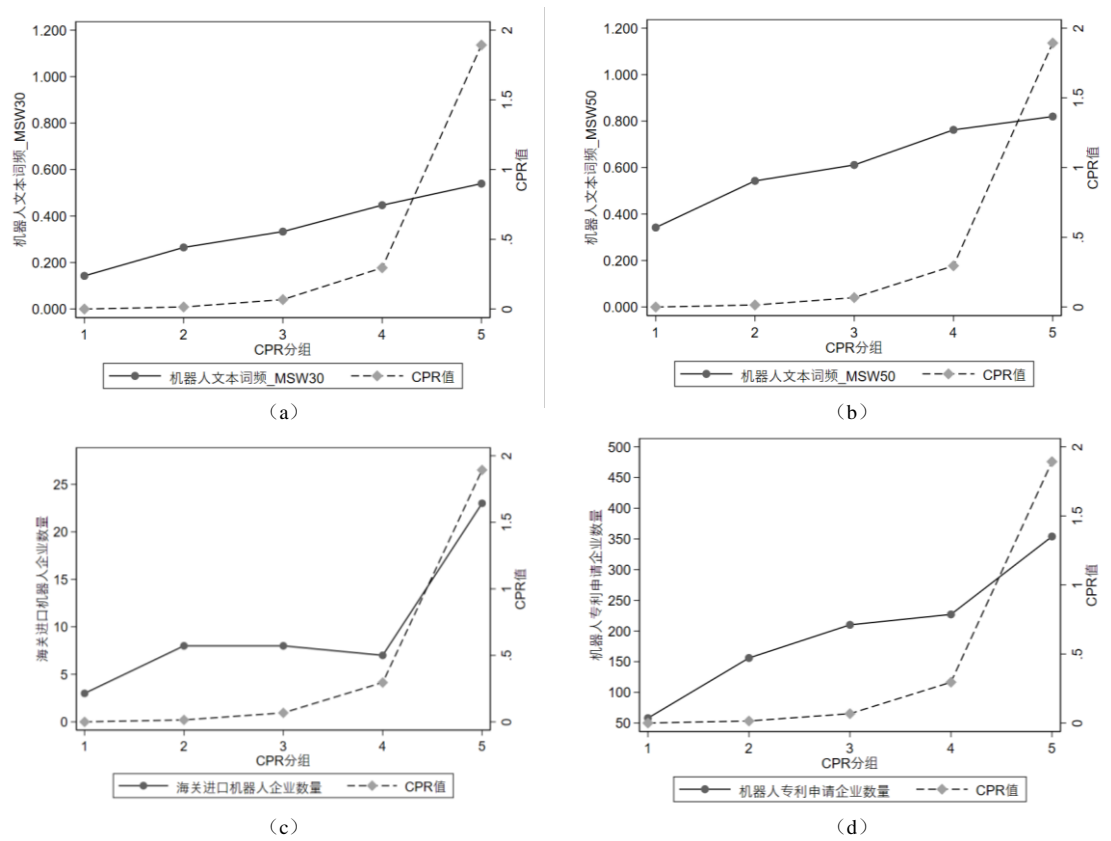 1.200
1.000
0.800
0.600
0.400
0.200
0.000
机器人文本词频_MSW30
2
1.5
1
.5
0
CPR值
1 2 3 4 5
CPR分组
机器人文本词频_MSW30 CPR值
（a）
1.200
1.000
0.800
0.600
0.400
0.200
0.000
机器人文本词频_MSW50
2
1.5
1
.5
0
CPR值
1 2 3 4 5
CPR分组
机器人文本词频_MSW50 CPR值
（b）
25
20
15
10
5
0
海关进口机器人企业数量
2
1.5
1
.5
0
CPR值
1 2 3 4 5
CPR分组
海关进口机器人企业数量 CPR值
（c）
500
450
400
350
300
250
200
150
100
50
机器人专利申请企业数量
2
1.5
1
.5
0
CPR值
1 2 3 4 5
CPR分组
机器人专利申请企业数量 CPR值
（d）